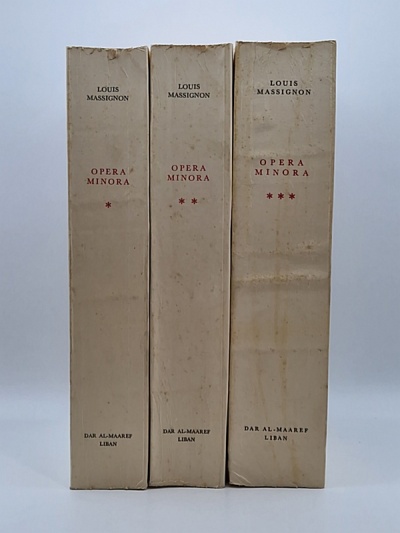 LOUIS
MASSIGNON
OPERA
MINORA
*
DAR AL-MAAREF
LIBAN
LOUIS
MASSIGNON
OPERA
MINORA
**
DAR AL-MAAREF
LIBAN
LOUIS
MASSIGNON
OPERA
MINORA
***
DAR AL-MAAREF
LIBAN